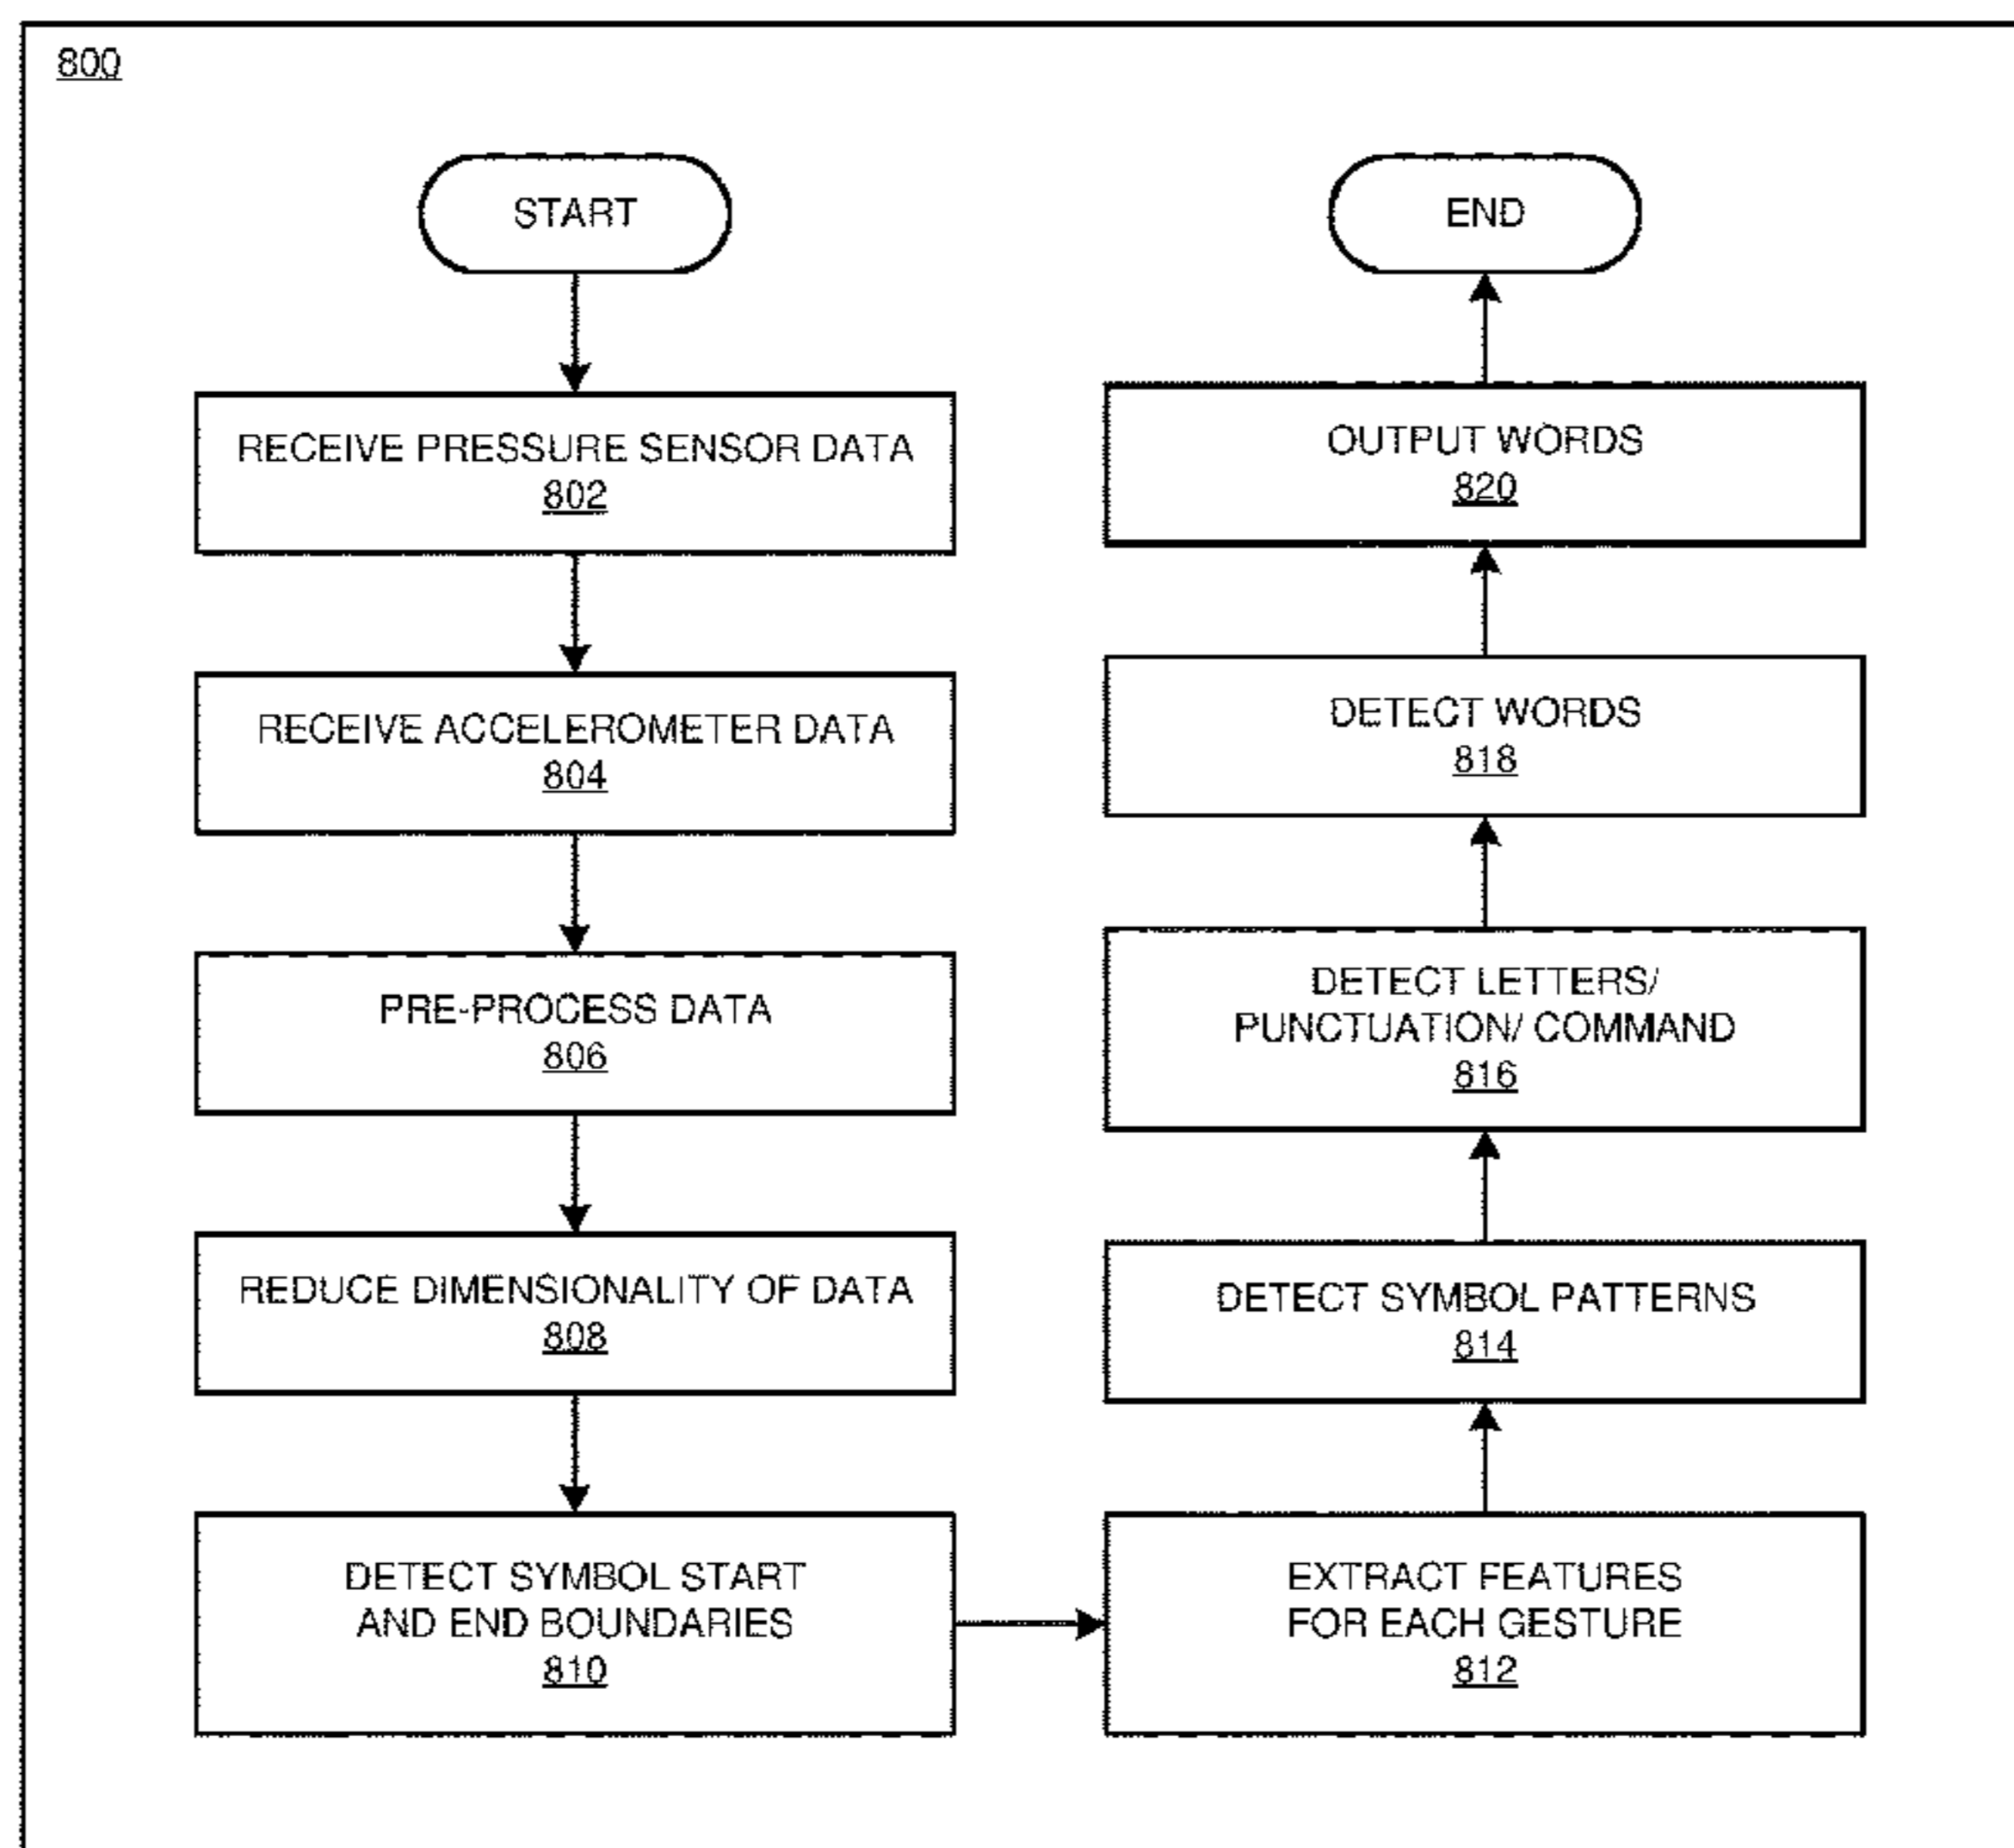 800
START
RECEIVE PRESSURE SENSOR DATA
802
RECEIVE ACCELEROMETER DATA
804
PRE-PROCESS DATA
806
REDUCE DIMENSIONALITY OF DATA
808
DETECT SYMBOL START
AND END BOUNDARIES
810
EXTRACT FEATURES
FOR EACH GESTURE
812
DETECT SYMBOL PATTERNS
814
DETECT LETTERS/
PUNCTUATION/ COMMAND
816
DETECT WORDS
818
OUTPUT WORDS
820
END